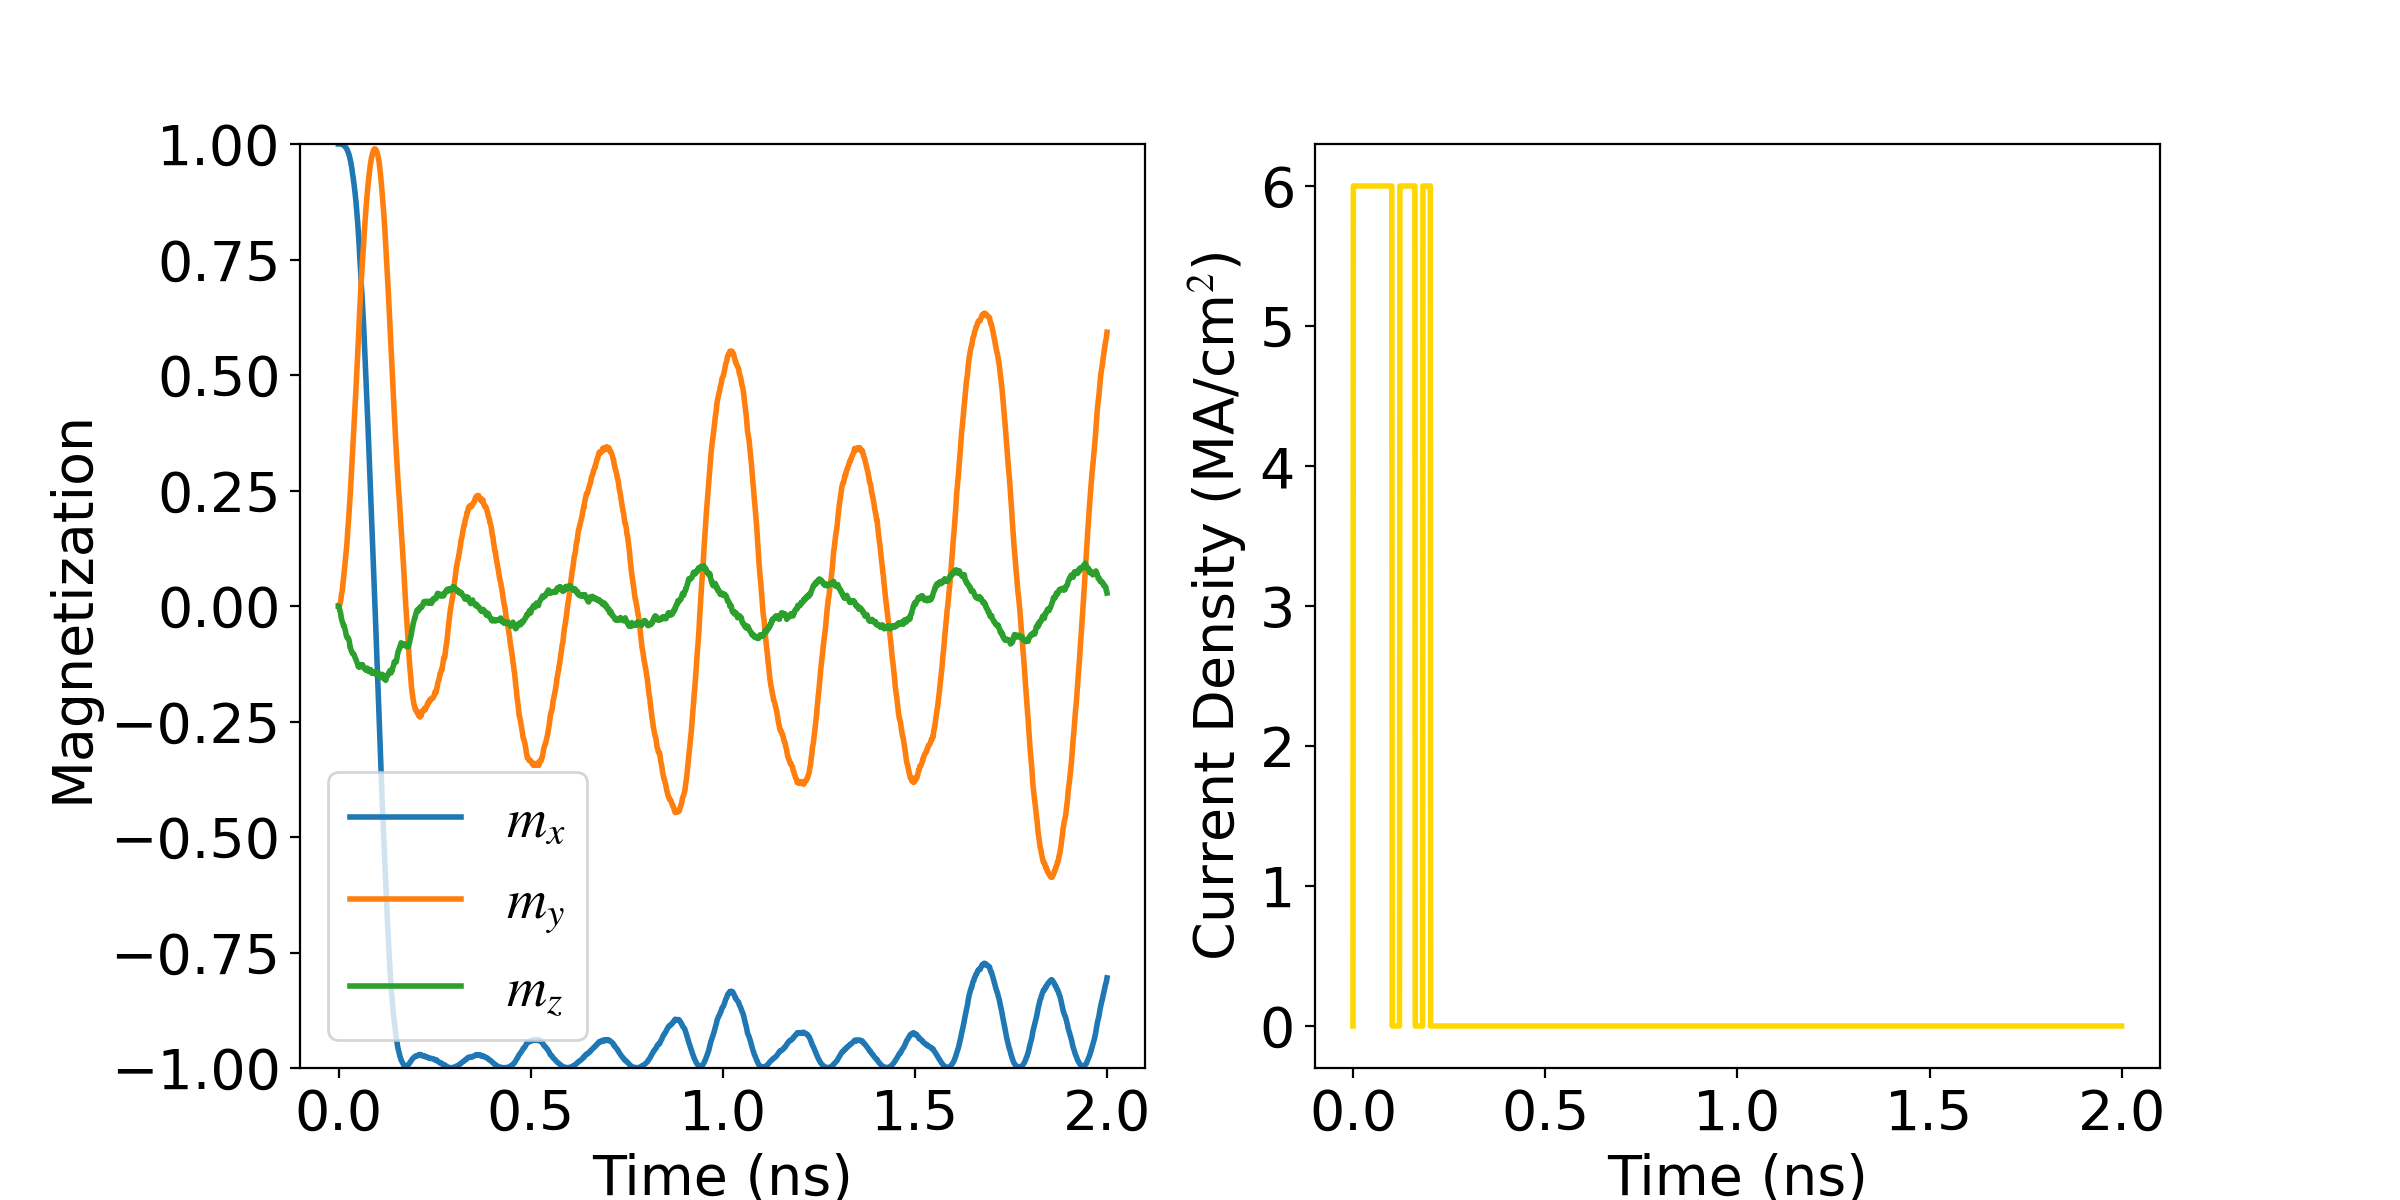 1.00
0.75
0.50
0.25
0.00
−0.25
−0.50
−0.75
−1.00
Magnetization
m_x
m_y
m_z
0.0 0.5 1.0 1.5 2.0
Time (ns)
6
5
4
3
2
1
0
Current Density (MA/cm²)
0.0 0.5 1.0 1.5 2.0
Time (ns)